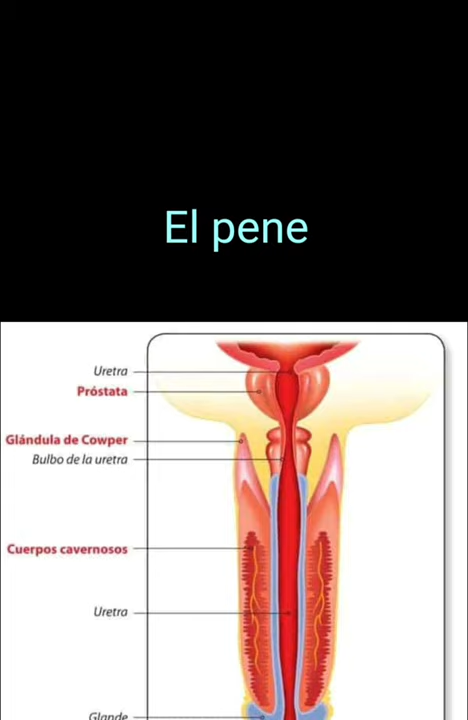 El pene
Uretra
Próstata
Glándula de Cowper
Bulbo de la uretra
Cuerpos cavernosos
Uretra
Glande